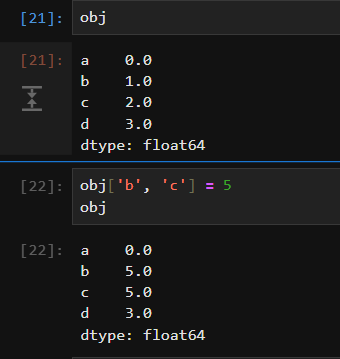 [21]: obj
[21]: a    0.0
b    1.0
c    2.0
d    3.0
dtype: float64
[22]: obj['b', 'c'] = 5
obj
[22]: a    0.0
b    5.0
c    5.0
d    3.0
dtype: float64